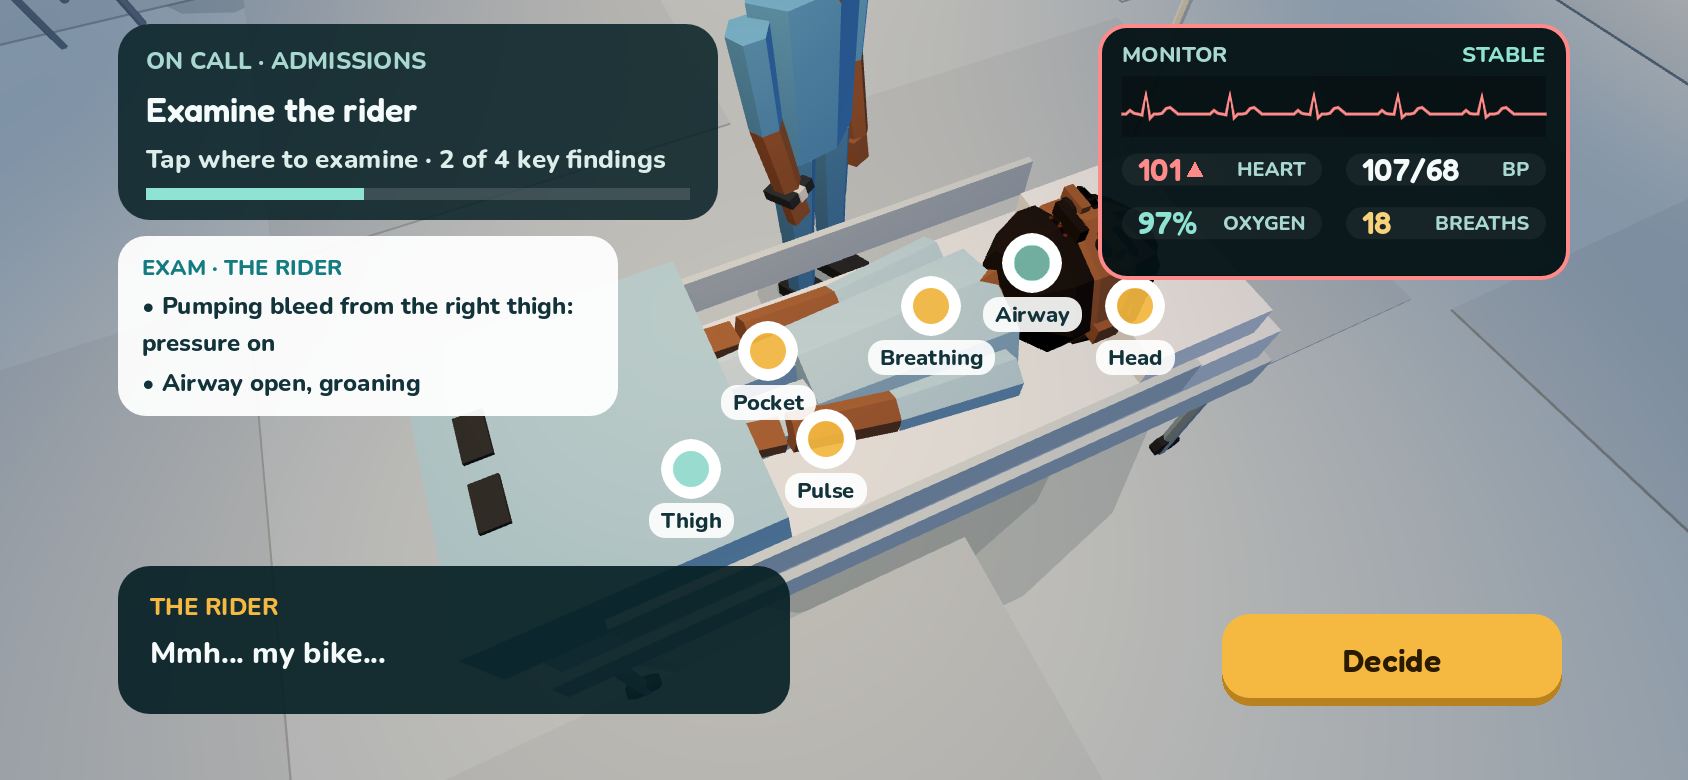 ON CALL · ADMISSIONS
Examine the rider
Tap where to examine · 2 of 4 key findings
EXAM · THE RIDER
• Pumping bleed from the right thigh:
pressure on
• Airway open, groaning
MONITOR STABLE
101▲ HEART 107/68 BP
97% OXYGEN 18 BREATHS
Airway
Breathing
Head
Pocket
Pulse
Thigh
THE RIDER
Mmh... my bike...
Decide